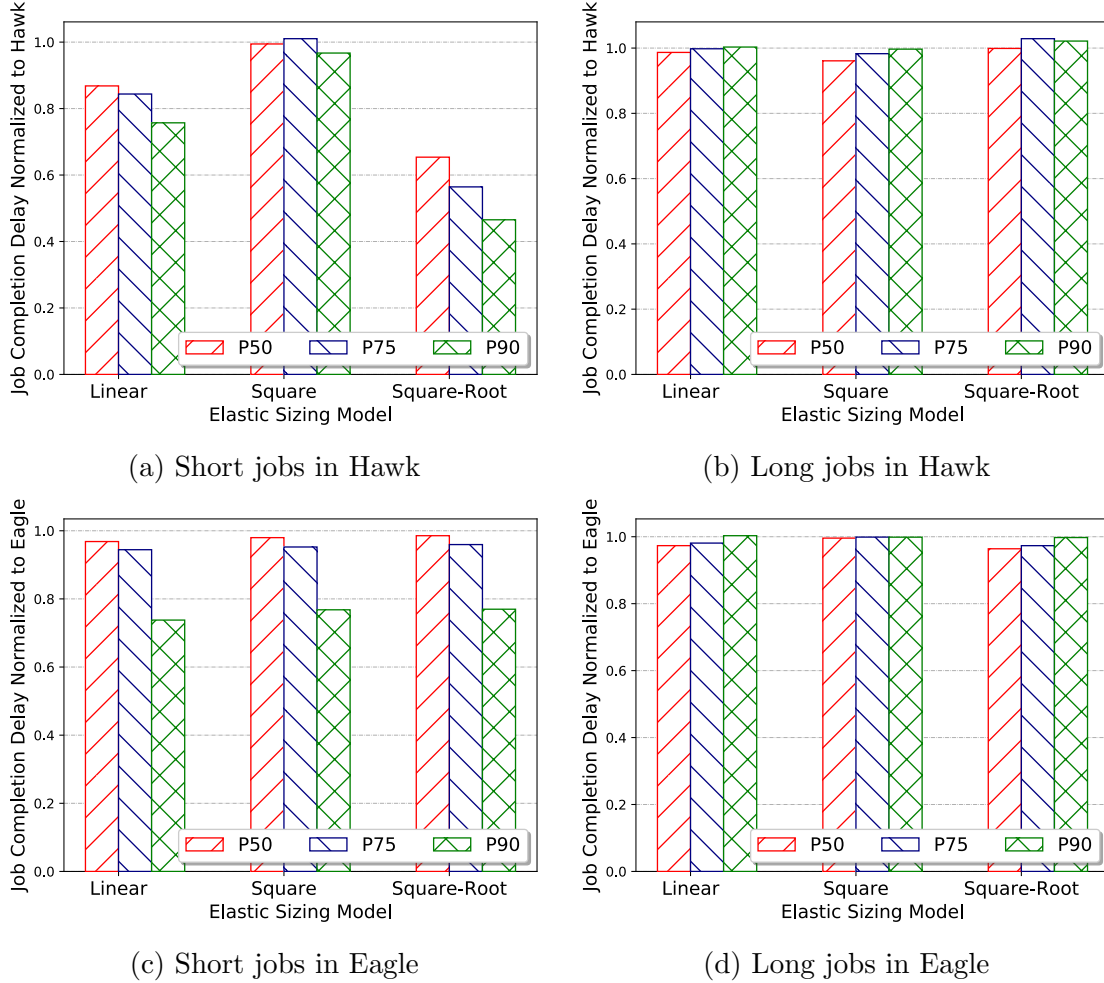 Job Completion Delay Normalized to Hawk
1.0
0.8
0.6
0.4
0.2
0.0
P50 P75 P90
Linear Square Square-Root
Elastic Sizing Model
(a) Short jobs in Hawk
Job Completion Delay Normalized to Hawk
1.0
0.8
0.6
0.4
0.2
0.0
P50 P75 P90
Linear Square Square-Root
Elastic Sizing Model
(b) Long jobs in Hawk
Job Completion Delay Normalized to Eagle
1.0
0.8
0.6
0.4
0.2
0.0
P50 P75 P90
Linear Square Square-Root
Elastic Sizing Model
(c) Short jobs in Eagle
Job Completion Delay Normalized to Eagle
1.0
0.8
0.6
0.4
0.2
0.0
P50 P75 P90
Linear Square Square-Root
Elastic Sizing Model
(d) Long jobs in Eagle